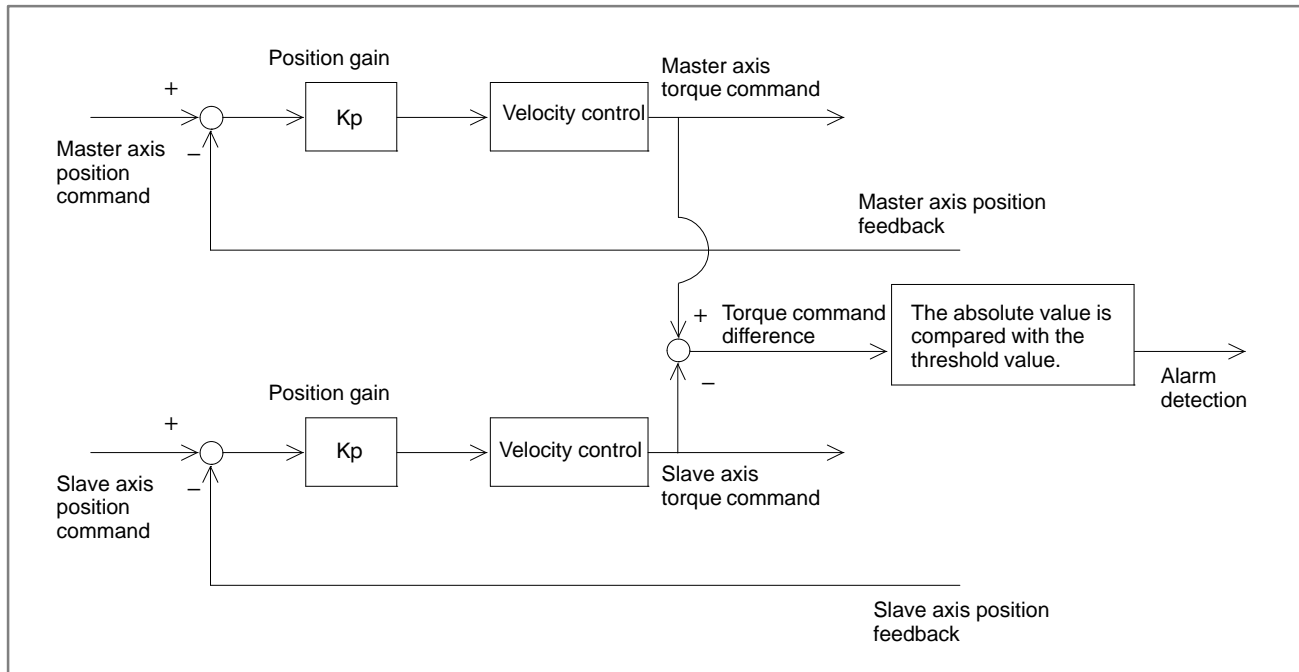 Position gain
Master axis
torque command
+
Kp
Velocity control
Master axis
position
command
−
Master axis position
feedback
+
Torque command
difference
The absolute value is
compared with the
threshold value.
−
Alarm
detection
Position gain
+
Kp
Velocity control
Slave axis
position
command
−
Slave axis
torque command
Slave axis position
feedback